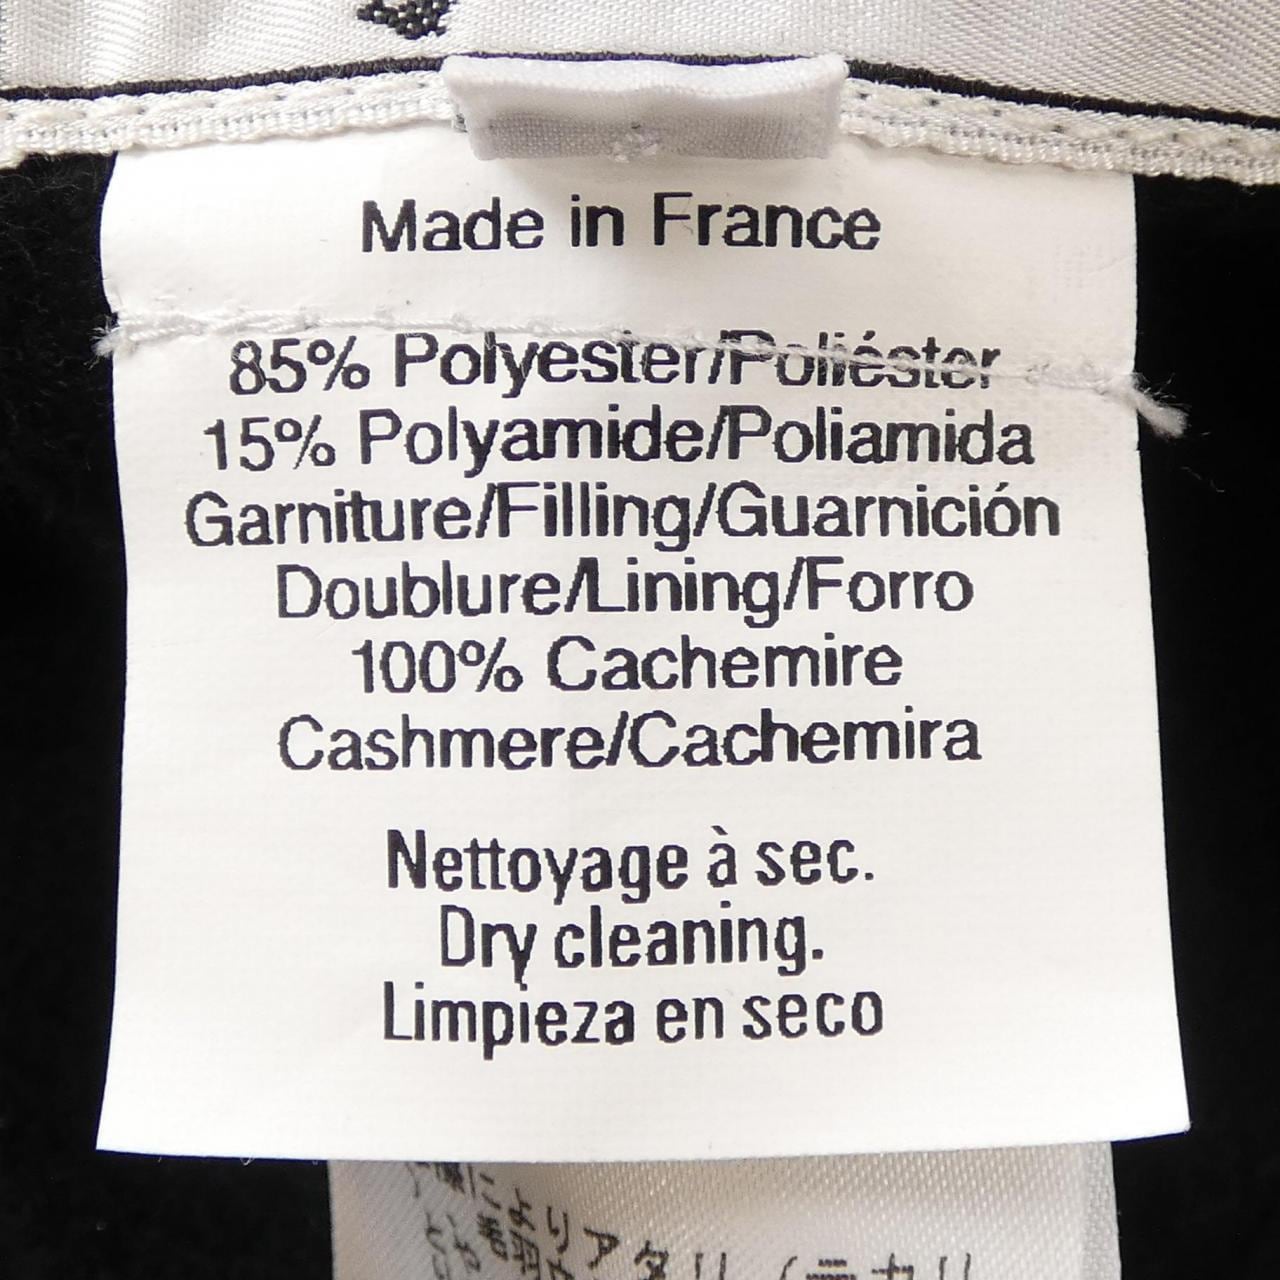 Made in France
85% Polyester/Poliéster
15% Polyamide/Poliamida
Garniture/Filling/Guarnición
Doublure/Lining/Forro
100% Cachemire
Cashmere/Cachemira
Nettoyage à sec.
Dry cleaning.
Limpieza en seco